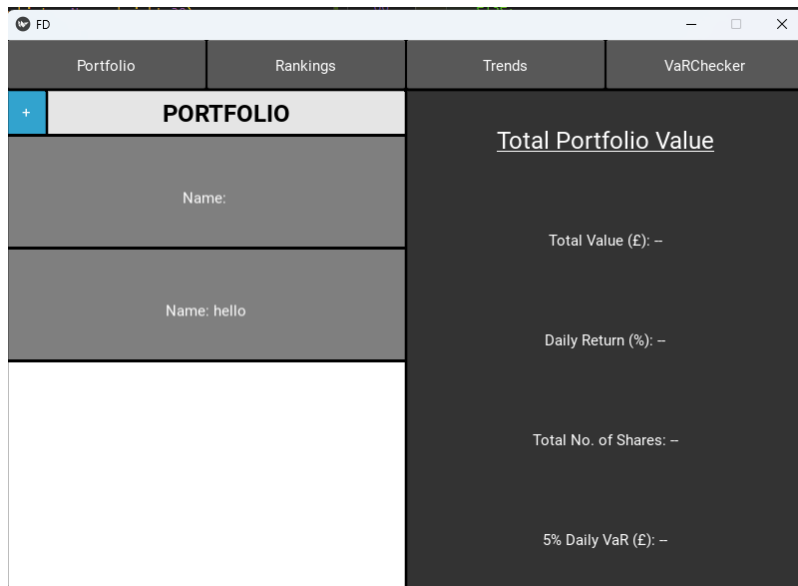 FD
Portfolio Rankings Trends VaRChecker
+ PORTFOLIO
Name:
Name: hello
Total Portfolio Value
Total Value (£): --
Daily Return (%): --
Total No. of Shares: --
5% Daily VaR (£): --